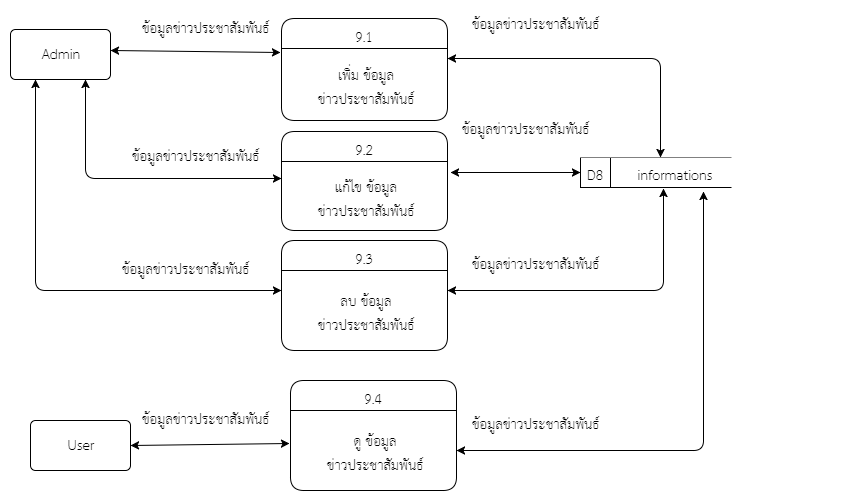 ข้อมูลข่าวประชาสัมพันธ์
ข้อมูลข่าวประชาสัมพันธ์
Admin
9.1
เพิ่ม ข้อมูล
ข่าวประชาสัมพันธ์
ข้อมูลข่าวประชาสัมพันธ์
ข้อมูลข่าวประชาสัมพันธ์
9.2
แก้ไข ข้อมูล
ข่าวประชาสัมพันธ์
D8
informations
ข้อมูลข่าวประชาสัมพันธ์
ข้อมูลข่าวประชาสัมพันธ์
9.3
ลบ ข้อมูล
ข่าวประชาสัมพันธ์
ข้อมูลข่าวประชาสัมพันธ์
ข้อมูลข่าวประชาสัมพันธ์
User
9.4
ดู ข้อมูล
ข่าวประชาสัมพันธ์